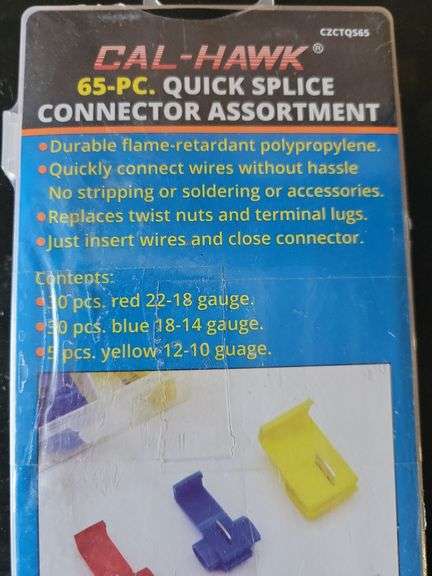 CZCTQS65
CAL-HAWK®
65-PC. QUICK SPLICE
CONNECTOR ASSORTMENT
•Durable flame-retardant polypropylene.
•Quickly connect wires without hassle
No stripping or soldering or accessories.
•Replaces twist nuts and terminal lugs.
•Just insert wires and close connector.
Contents:
•30 pcs. red 22-18 gauge.
•30 pcs. blue 18-14 gauge.
•5 pcs. yellow 12-10 guage.